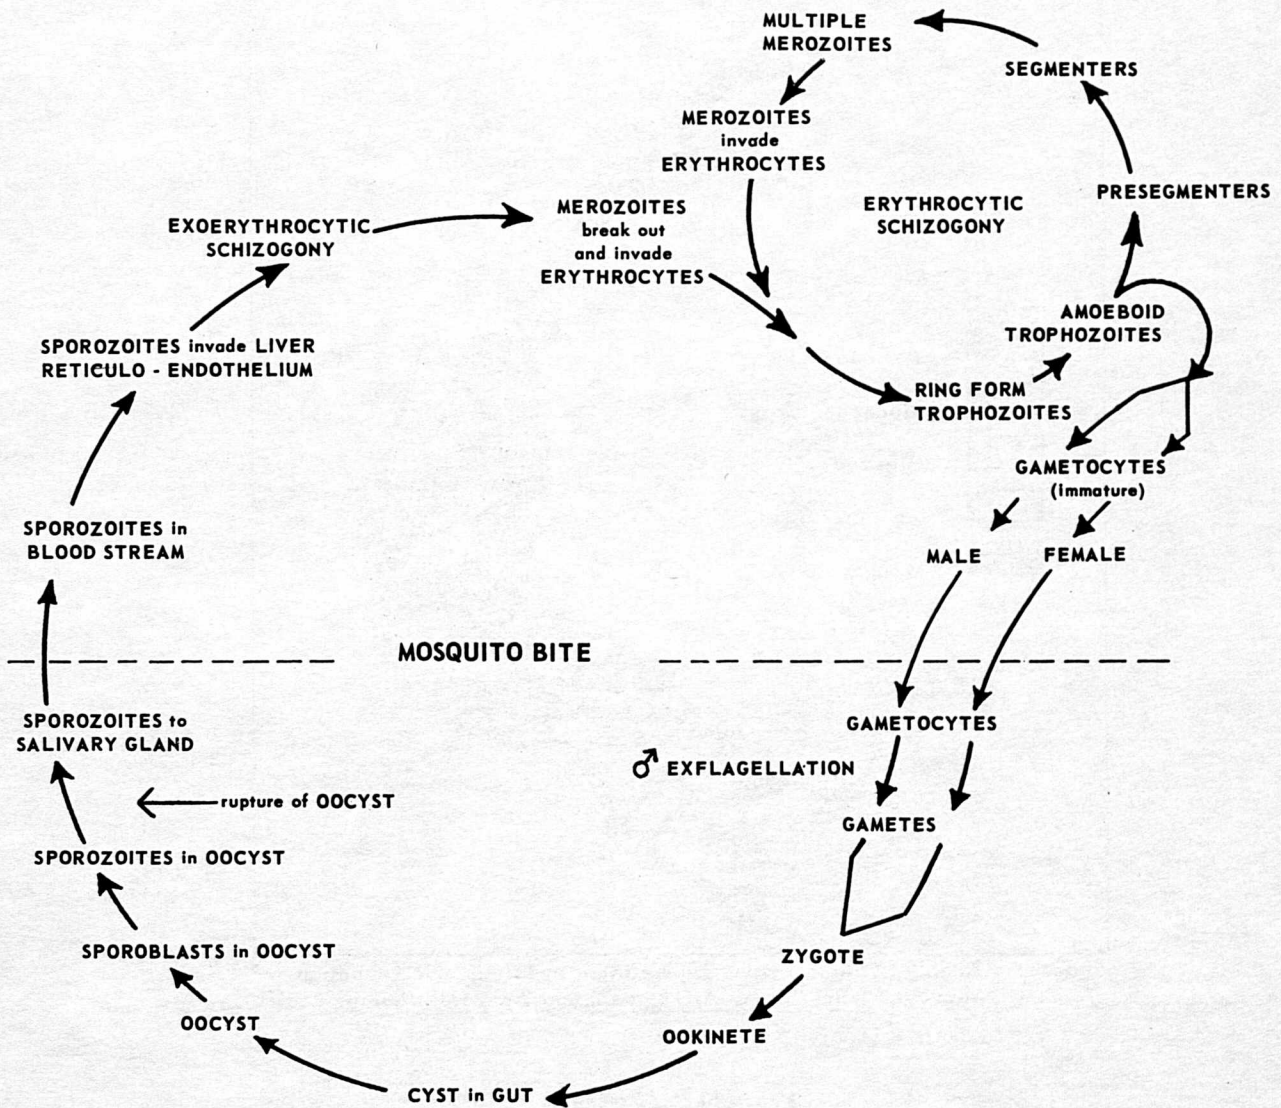 MULTIPLE
MEROZOITES
SEGMENTERS
MEROZOITES
invade
ERYTHROCYTES
PRESEGMENTERS
ERYTHROCYTIC
SCHIZOGONY
MEROZOITES
break out
and invade
ERYTHROCYTES
EXOERYTHROCYTIC
SCHIZOGONY
AMOEBOID
TROPHOZOITES
SPOROZOITES invade LIVER
RETICULO - ENDOTHELIUM
RING FORM
TROPHOZOITES
GAMETOCYTES
(immature)
SPOROZOITES in
BLOOD STREAM
MALE
FEMALE
MOSQUITO BITE
SPOROZOITES to
SALIVARY GLAND
GAMETOCYTES
♂ EXFLAGELLATION
rupture of OOCYST
GAMETES
SPOROZOITES in OOCYST
SPOROBLASTS in OOCYST
ZYGOTE
OOCYST
OOKINETE
CYST in GUT